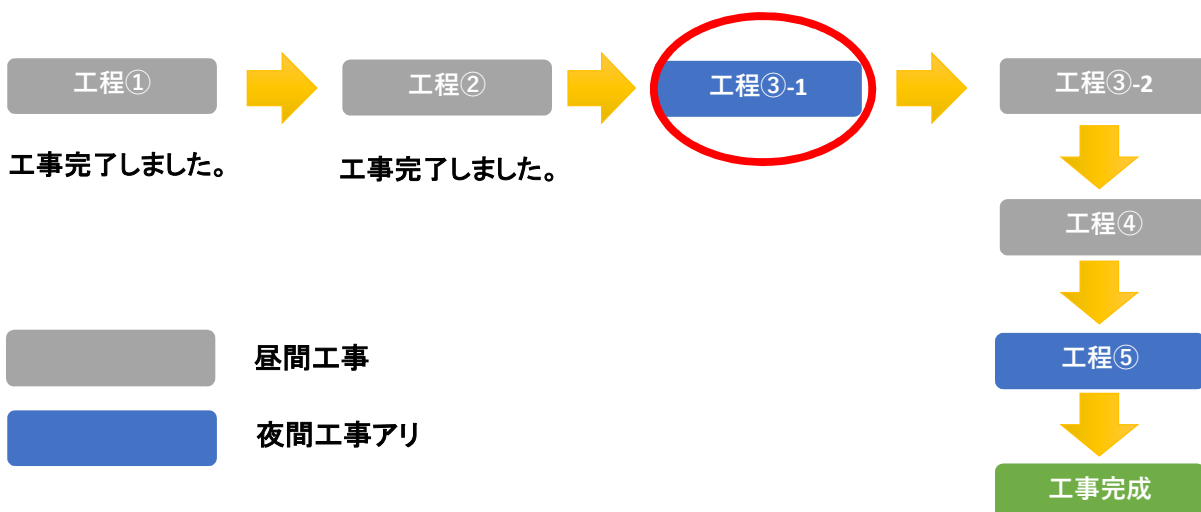 工程①
工程②
工程③-1
工程③-2
工事完了しました。
工事完了しました。
工程④
昼間工事
工程⑤
夜間工事アリ
工事完成